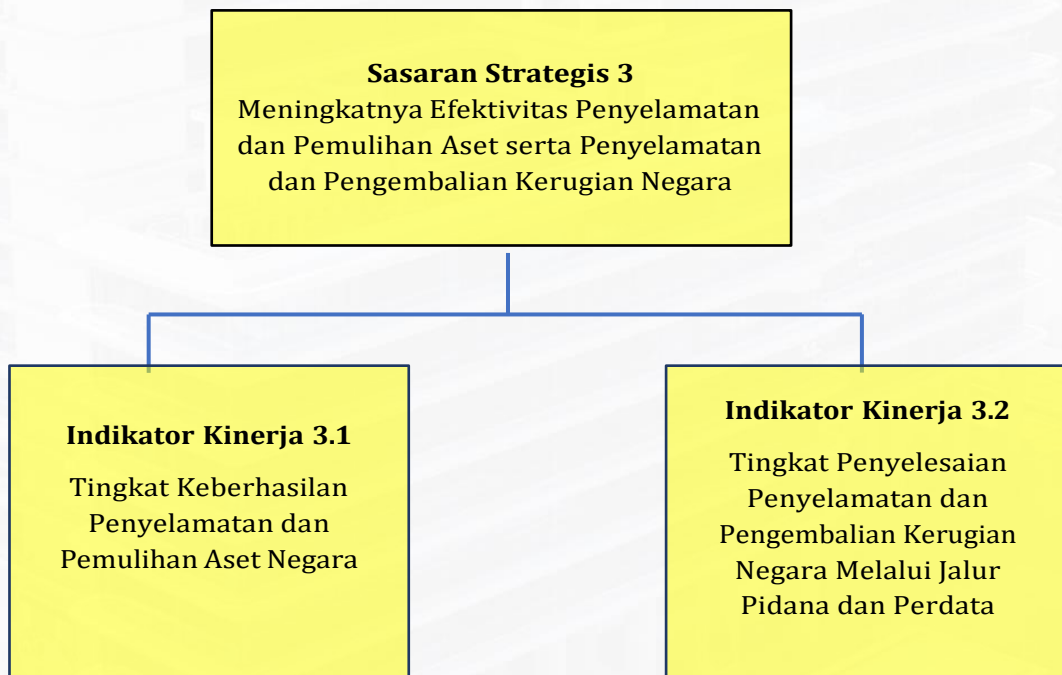 Sasaran Strategis 3
Meningkatnya Efektivitas Penyelamatan
dan Pemulihan Aset serta Penyelamatan
dan Pengembalian Kerugian Negara
Indikator Kinerja 3.1
Tingkat Keberhasilan
Penyelamatan dan
Pemulihan Aset Negara
Indikator Kinerja 3.2
Tingkat Penyelesaian
Penyelamatan dan
Pengembalian Kerugian
Negara Melalui Jalur
Pidana dan Perdata